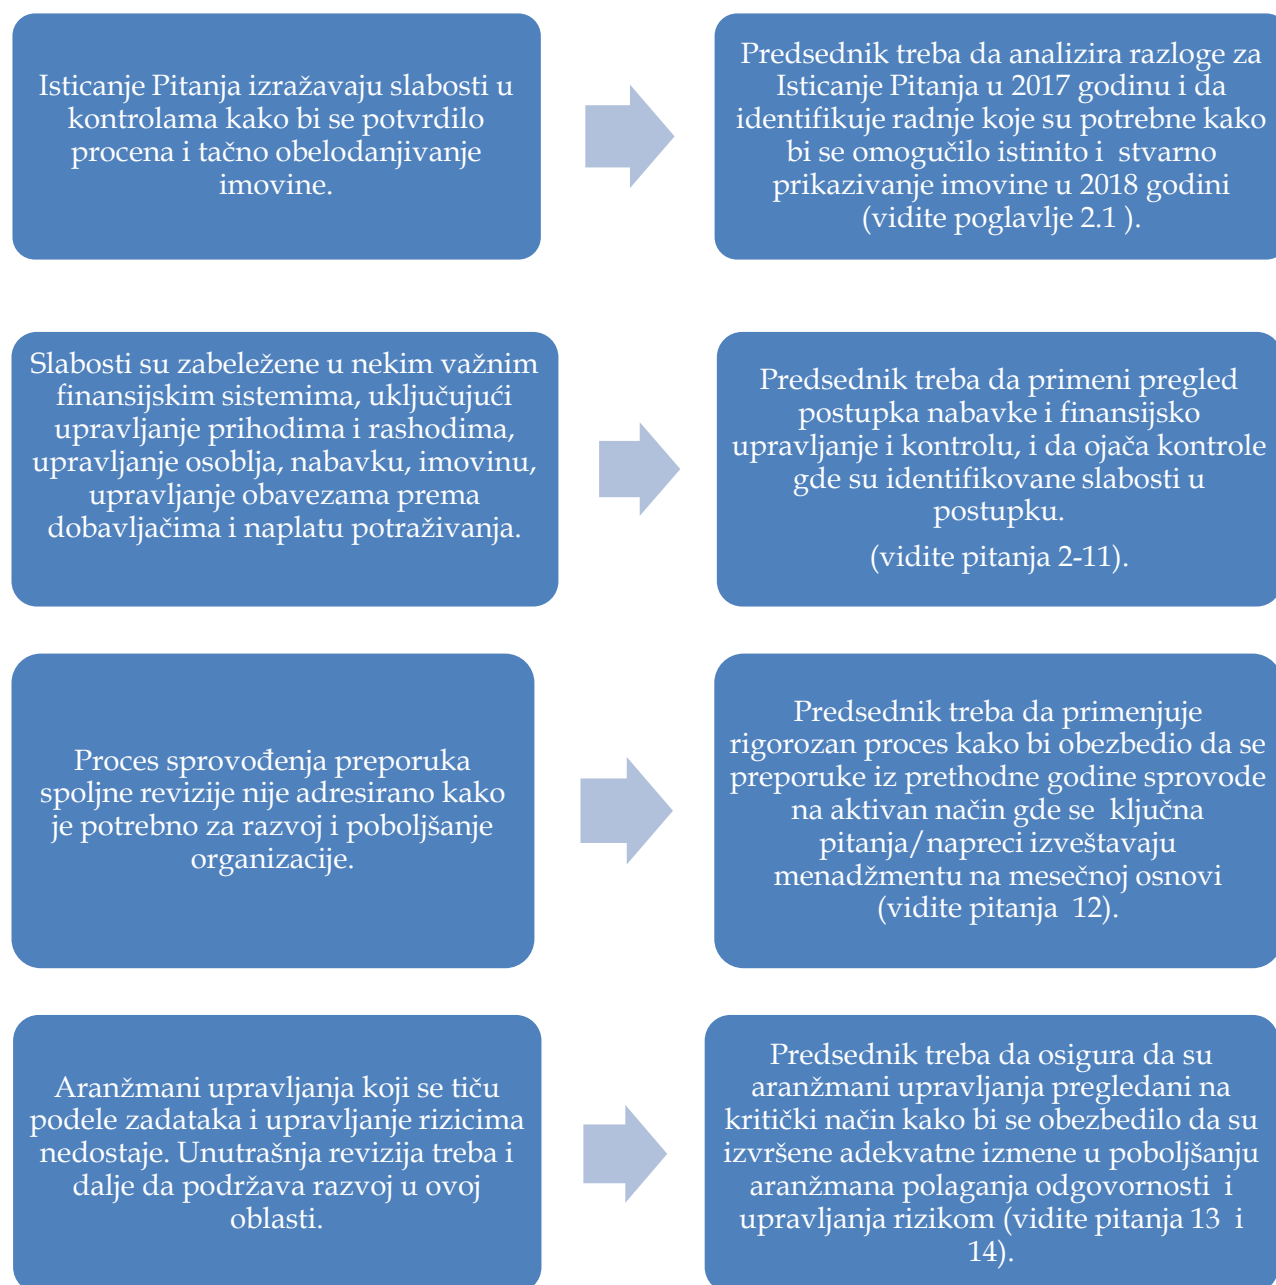 Isticanje Pitanja izražavaju slabosti u
kontrolama kako bi se potvrdilo
procena i tačno obelodanjivanje
imovine.
Predsednik treba da analizira razloge za
Isticanje Pitanja u 2017 godinu i da
identifikuje radnje koje su potrebne kako
bi se omogučilo istinito i stvarno
prikazivanje imovine u 2018 godini
(vidite poglavlje 2.1 ).
Slabosti su zabeležene u nekim važnim
finansijskim sistemima, uključujući
upravljanje prihodima i rashodima,
upravljanje osoblja, nabavku, imovinu,
upravljanje obavezama prema
dobavljačima i naplatu potraživanja.
Predsednik treba da primeni pregled
postupka nabavke i finansijsko
upravljanje i kontrolu, i da ojača kontrole
gde su identifikovane slabosti u
postupku.
(vidite pitanja 2-11).
Proces sprovođenja preporuka
spoljne revizije nije adresirano kako
je potrebno za razvoj i poboljšanje
organizacije.
Predsednik treba da primenjuje
rigorozan proces kako bi obezbedio da se
preporuke iz prethodne godine sprovode
na aktivan način gde se ključna
pitanja/napreci izveštavaju
menadžmentu na mesečnoj osnovi
(vidite pitanja 12).
Aranžmani upravljanja koji se tiču
podele zadataka i upravljanje rizicima
nedostaje. Unutrašnja revizija treba i
dalje da podržava razvoj u ovoj
oblasti.
Predsednik treba da osigura da su
aranžmani upravljanja pregledani na
kritički način kako bi se obezbedilo da su
izvršene adekvatne izmene u poboljšanju
aranžmana polaganja odgovornosti i
upravljanja rizikom (vidite pitanja 13 i
14).